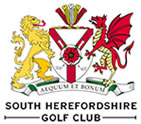 AEQUUM ET BONUM
SOUTH HEREFORDSHIRE
GOLF CLUB